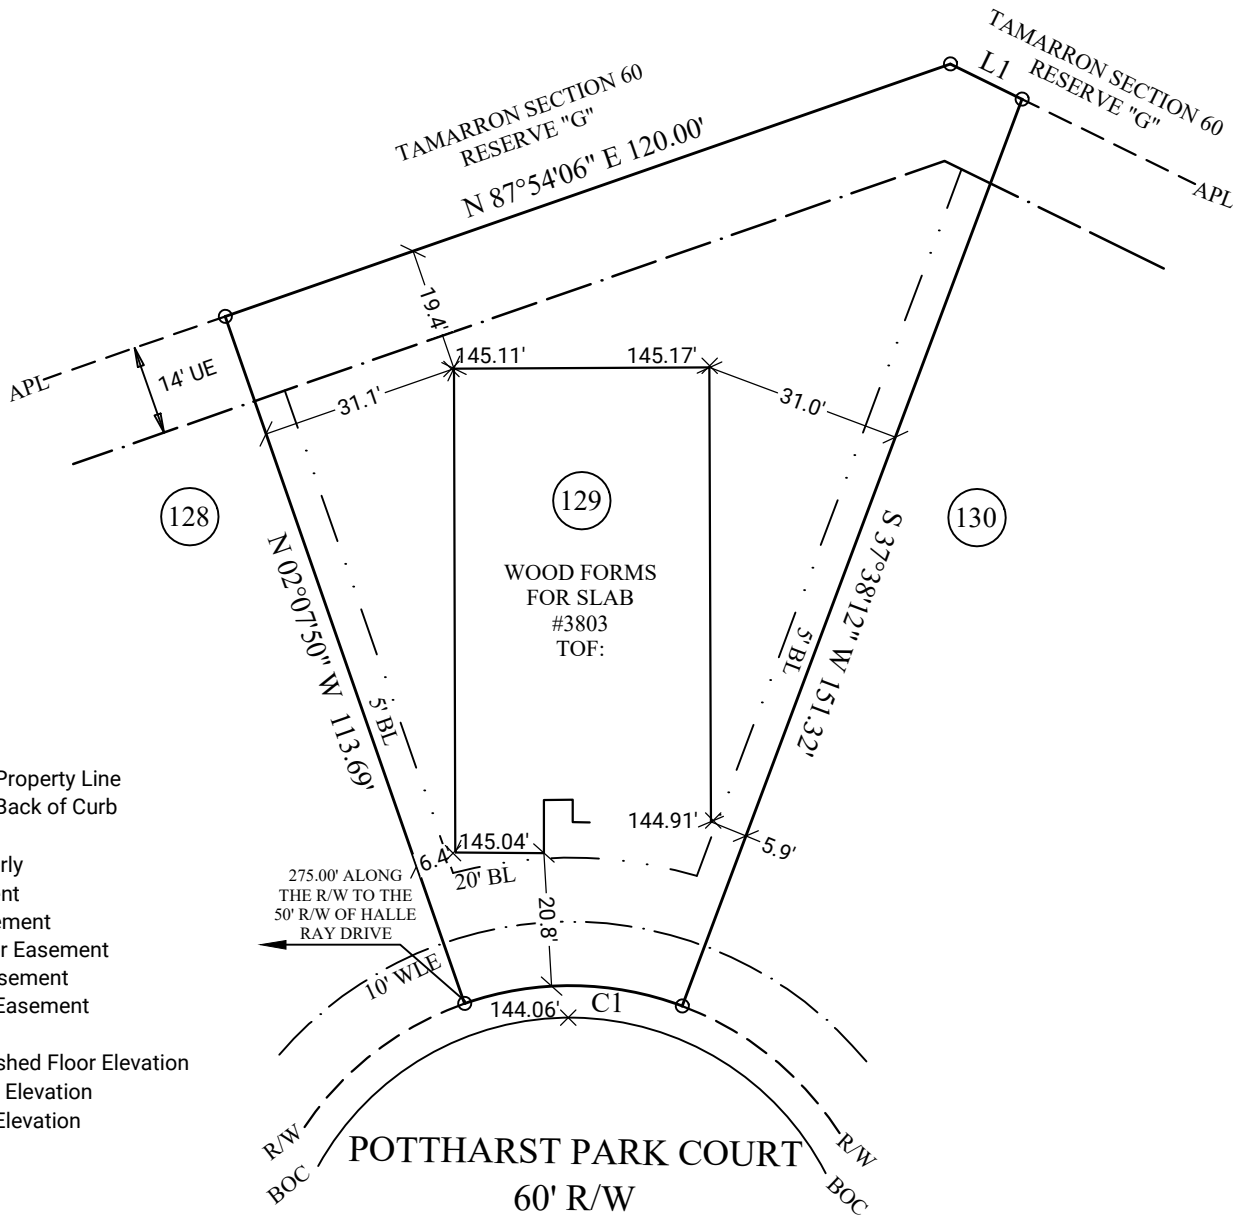 TAMARRON SECTION 60
RESERVE "G"
N 87°54'06" E 120.00'
L1
TAMARRON SECTION 60
RESERVE "G"
APL
APL
14' UE
19.4'
145.11'
145.17'
31.1'
31.0'
128
129
130
WOOD FORMS
FOR SLAB
#3803
TOF:
N 02°07'50" W 113.69'
S 37°38'12" W 151.32'
5' BL
5' BL
Property Line
Back of Curb
rly
nt
ement
r Easement
sement
Easement
shed Floor Elevation
Elevation
Elevation
145.04'
144.91'
6.4'
5.9'
20' BL
275.00' ALONG
THE R/W TO THE
50' R/W OF HALLE
RAY DRIVE
20.8'
10' WLE
144.06'
C1
R/W
BOC
R/W
BOC
POTTHARST PARK COURT
60' R/W